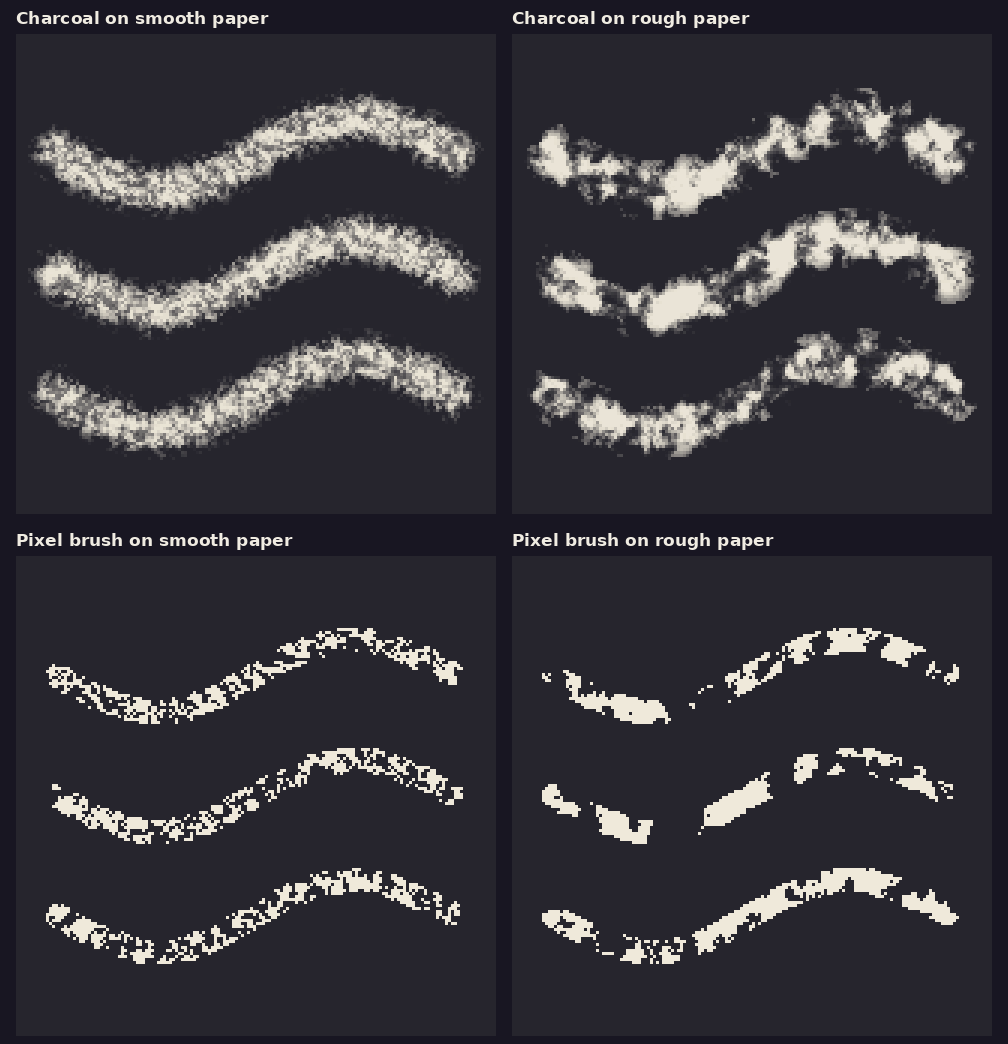 Charcoal on smooth paper
Charcoal on rough paper
Pixel brush on smooth paper
Pixel brush on rough paper